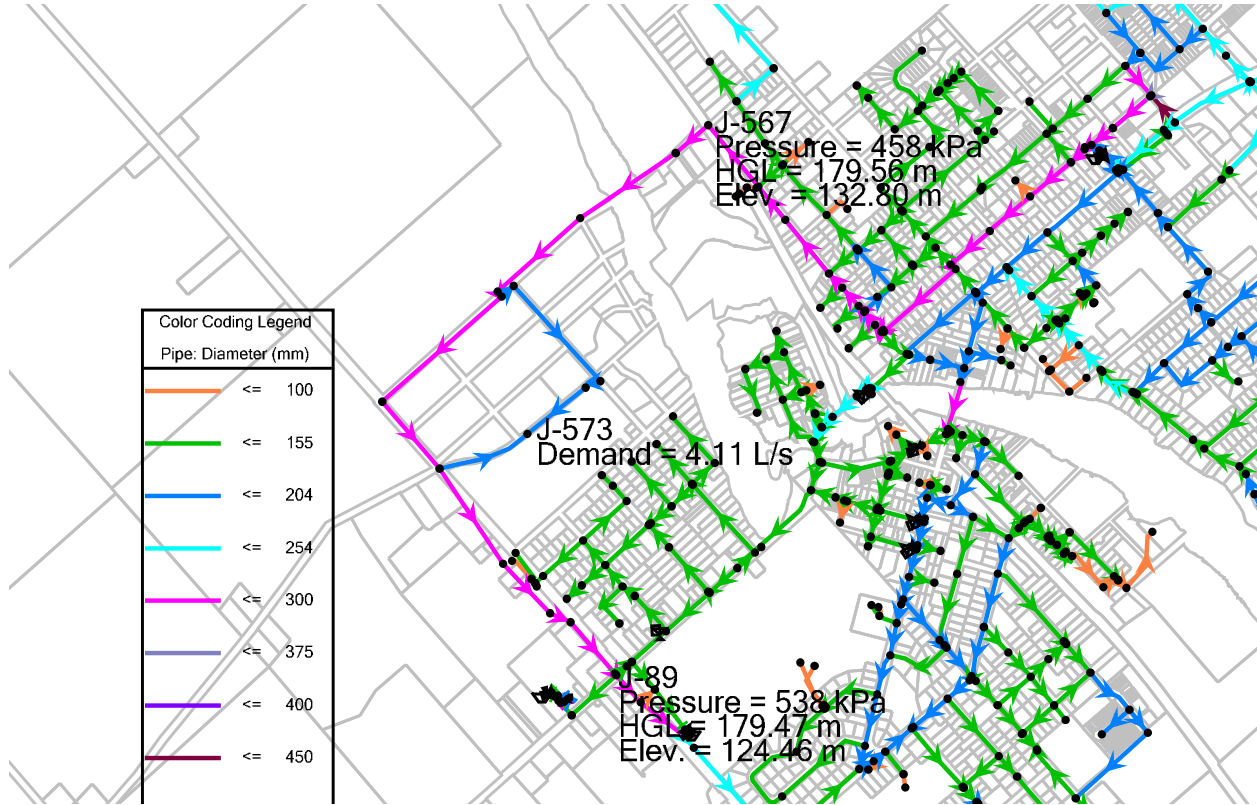 J-567
Pressure = 458 kPa
HGL = 179.56 m
Elev. = 132.80 m
Color Coding Legend
Pipe: Diameter (mm)
<= 100
<= 155
<= 204
<= 254
<= 300
<= 375
<= 400
<= 450
J-573
Demand = 4.11 L/s
J-89
Pressure = 538 kPa
HGL = 179.47 m
Elev. = 124.46 m